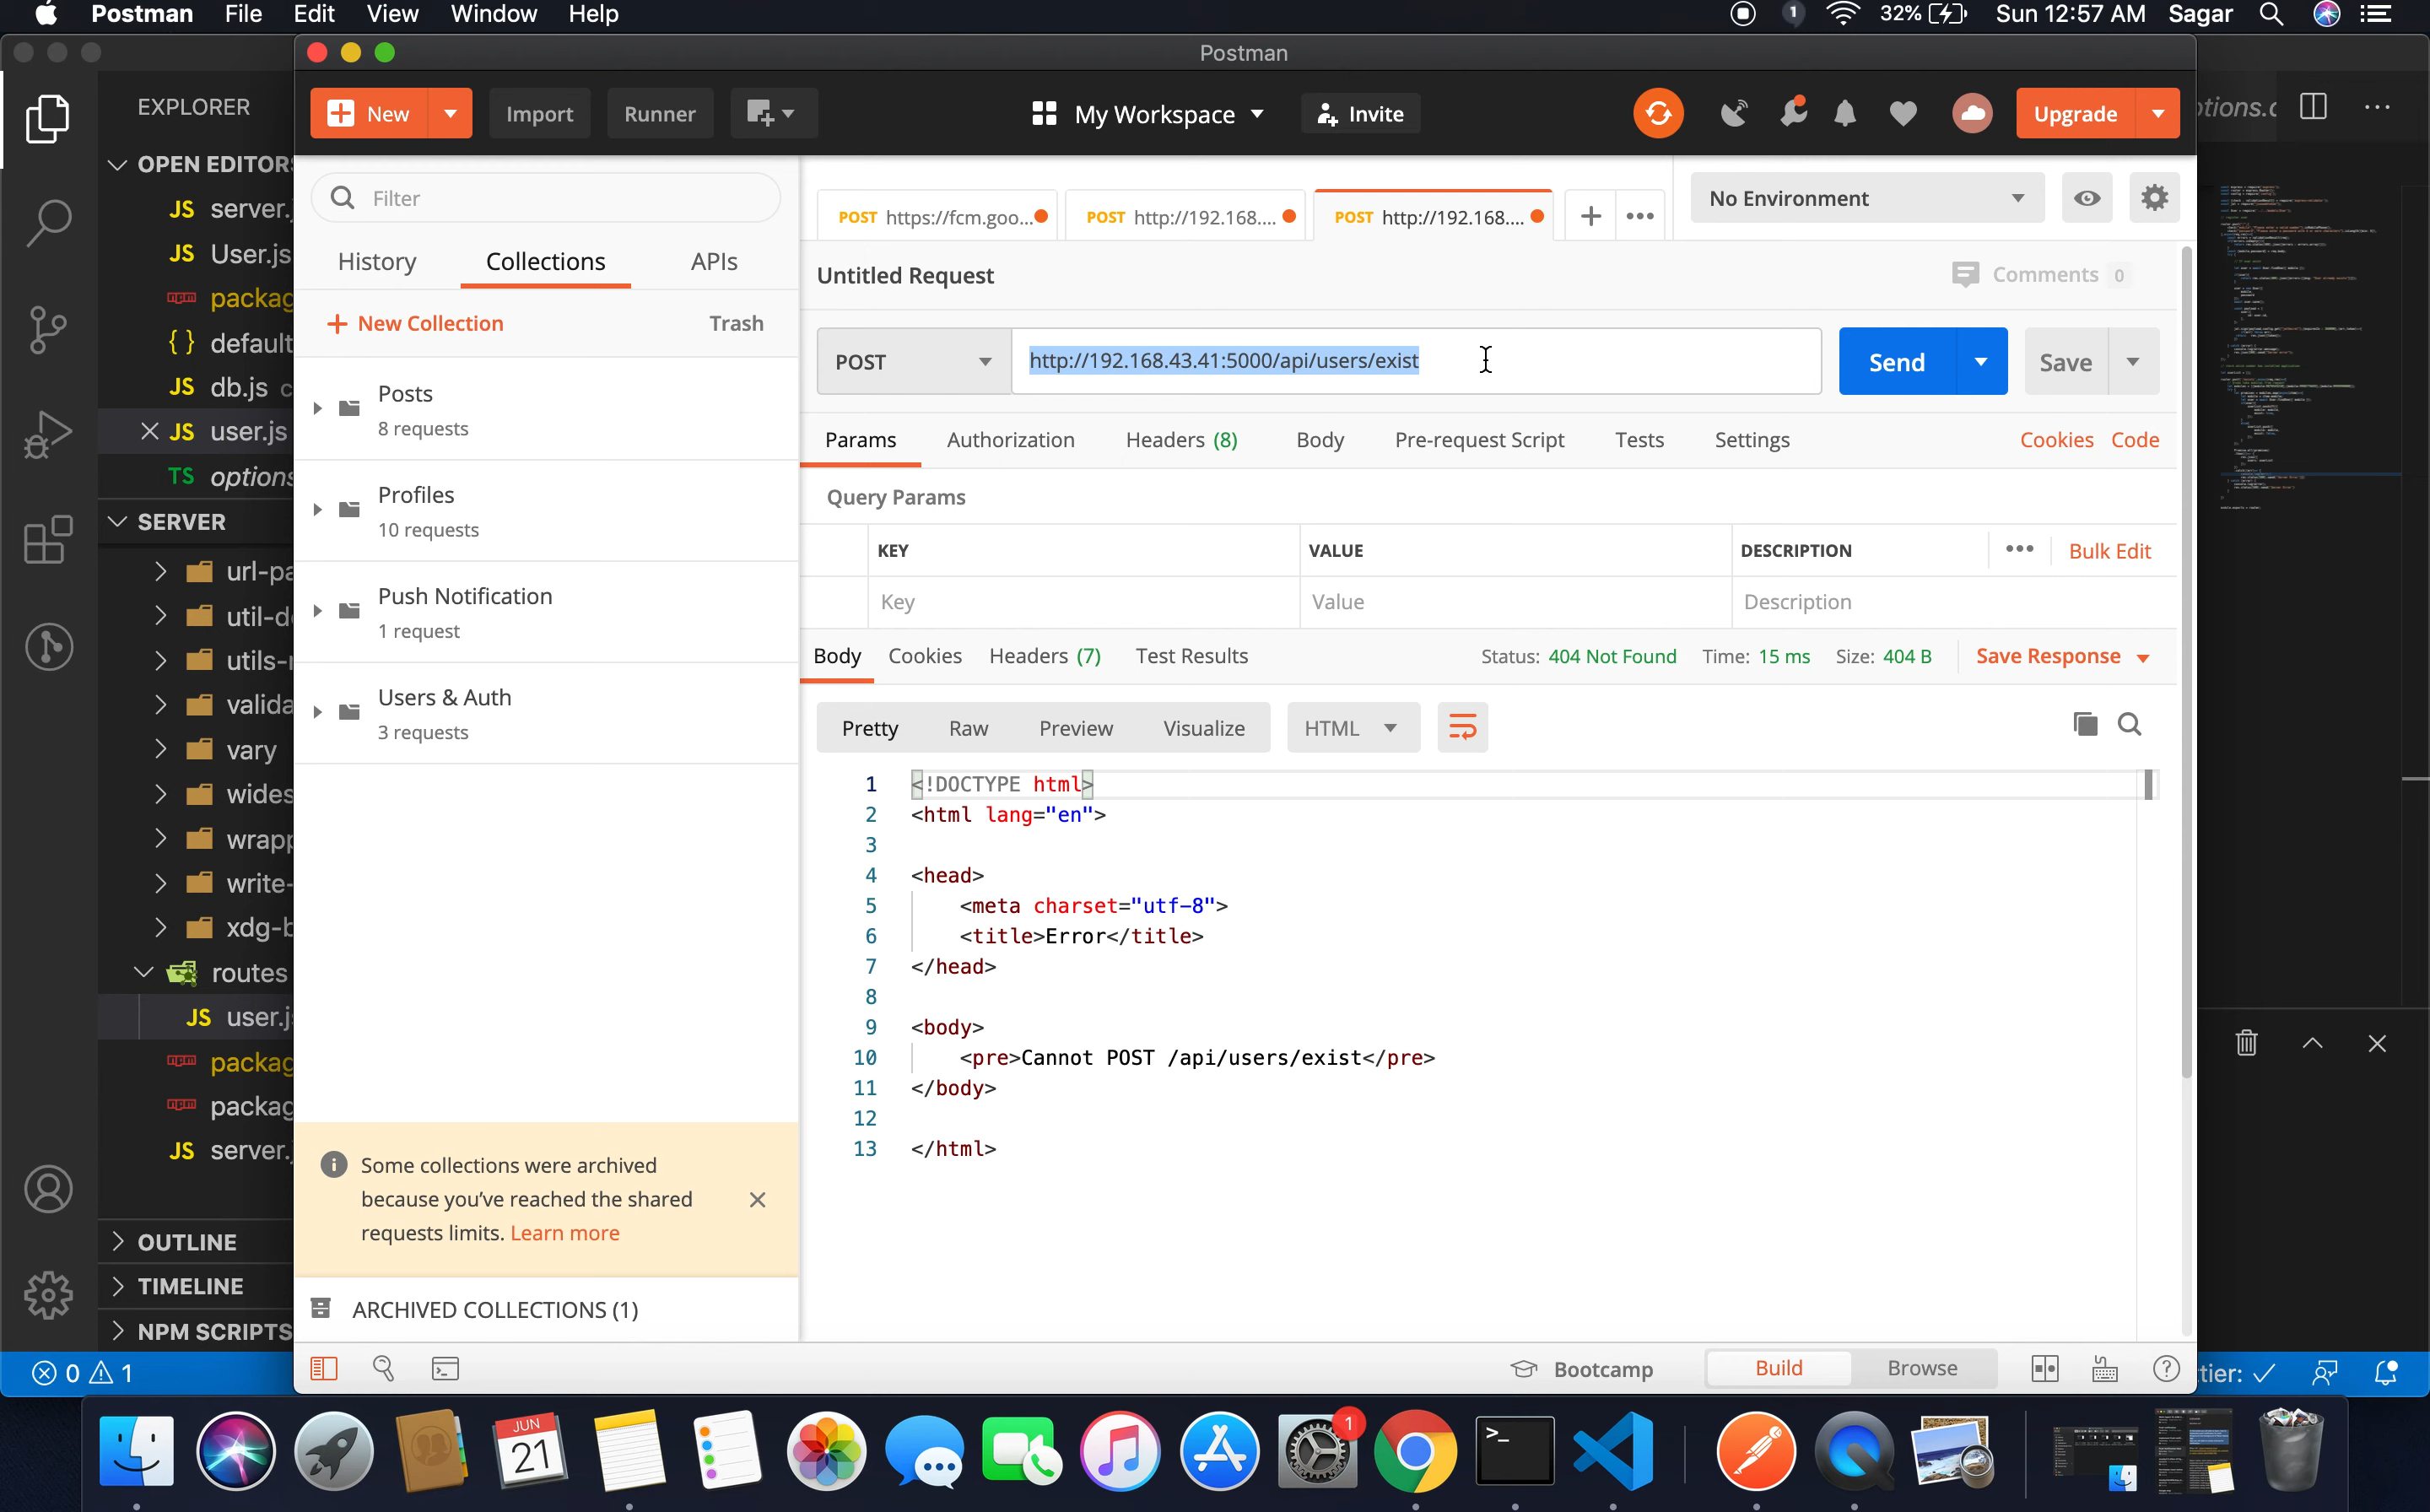 Postman File Edit View Window Help 1 32% Sun 12:57 AM Sagar
Postman
EXPLORER
New Import Runner My Workspace Invite Upgrade
OPEN EDITORS
JS server.j
JS User.js
packag
{ } default
JS db.js c
JS user.js
TS options
SERVER
url-pa
util-de
utils-
valida
vary
wides
wrapp
write-
xdg-b
routes
JS user.js
packag
packag
JS server.j
OUTLINE
TIMELINE
NPM SCRIPTS
0 1
Filter
History Collections APIs
New Collection Trash
Posts
8 requests
Profiles
10 requests
Push Notification
1 request
Users & Auth
3 requests
Some collections were archived
because you've reached the shared
requests limits. Learn more
ARCHIVED COLLECTIONS (1)
POST https://fcm.goo... POST http://192.168.... POST http://192.168.... No Environment
Untitled Request Comments 0
POST http://192.168.43.41:5000/api/users/exist Send Save
Params Authorization Headers (8) Body Pre-request Script Tests Settings Cookies Code
Query Params
KEY VALUE DESCRIPTION Bulk Edit
Key Value Description
Body Cookies Headers (7) Test Results Status: 404 Not Found Time: 15 ms Size: 404 B Save Response
Pretty Raw Preview Visualize HTML
1 <!DOCTYPE html>
2 <html lang="en">
3
4 <head>
5 <meta charset="utf-8">
6 <title>Error</title>
7 </head>
8
9 <body>
10 <pre>Cannot POST /api/users/exist</pre>
11 </body>
12
13 </html>
Bootcamp Build Browse
tier:
JUN
21
1